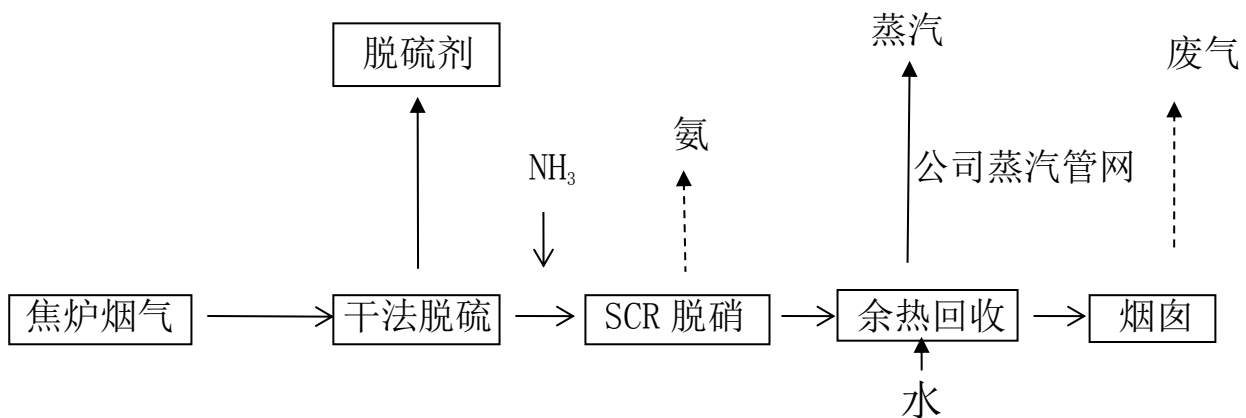 蒸汽
脱硫剂
废气
氨
NH₃
公司蒸汽管网
焦炉烟气
干法脱硫
SCR 脱硝
余热回收
烟囱
水